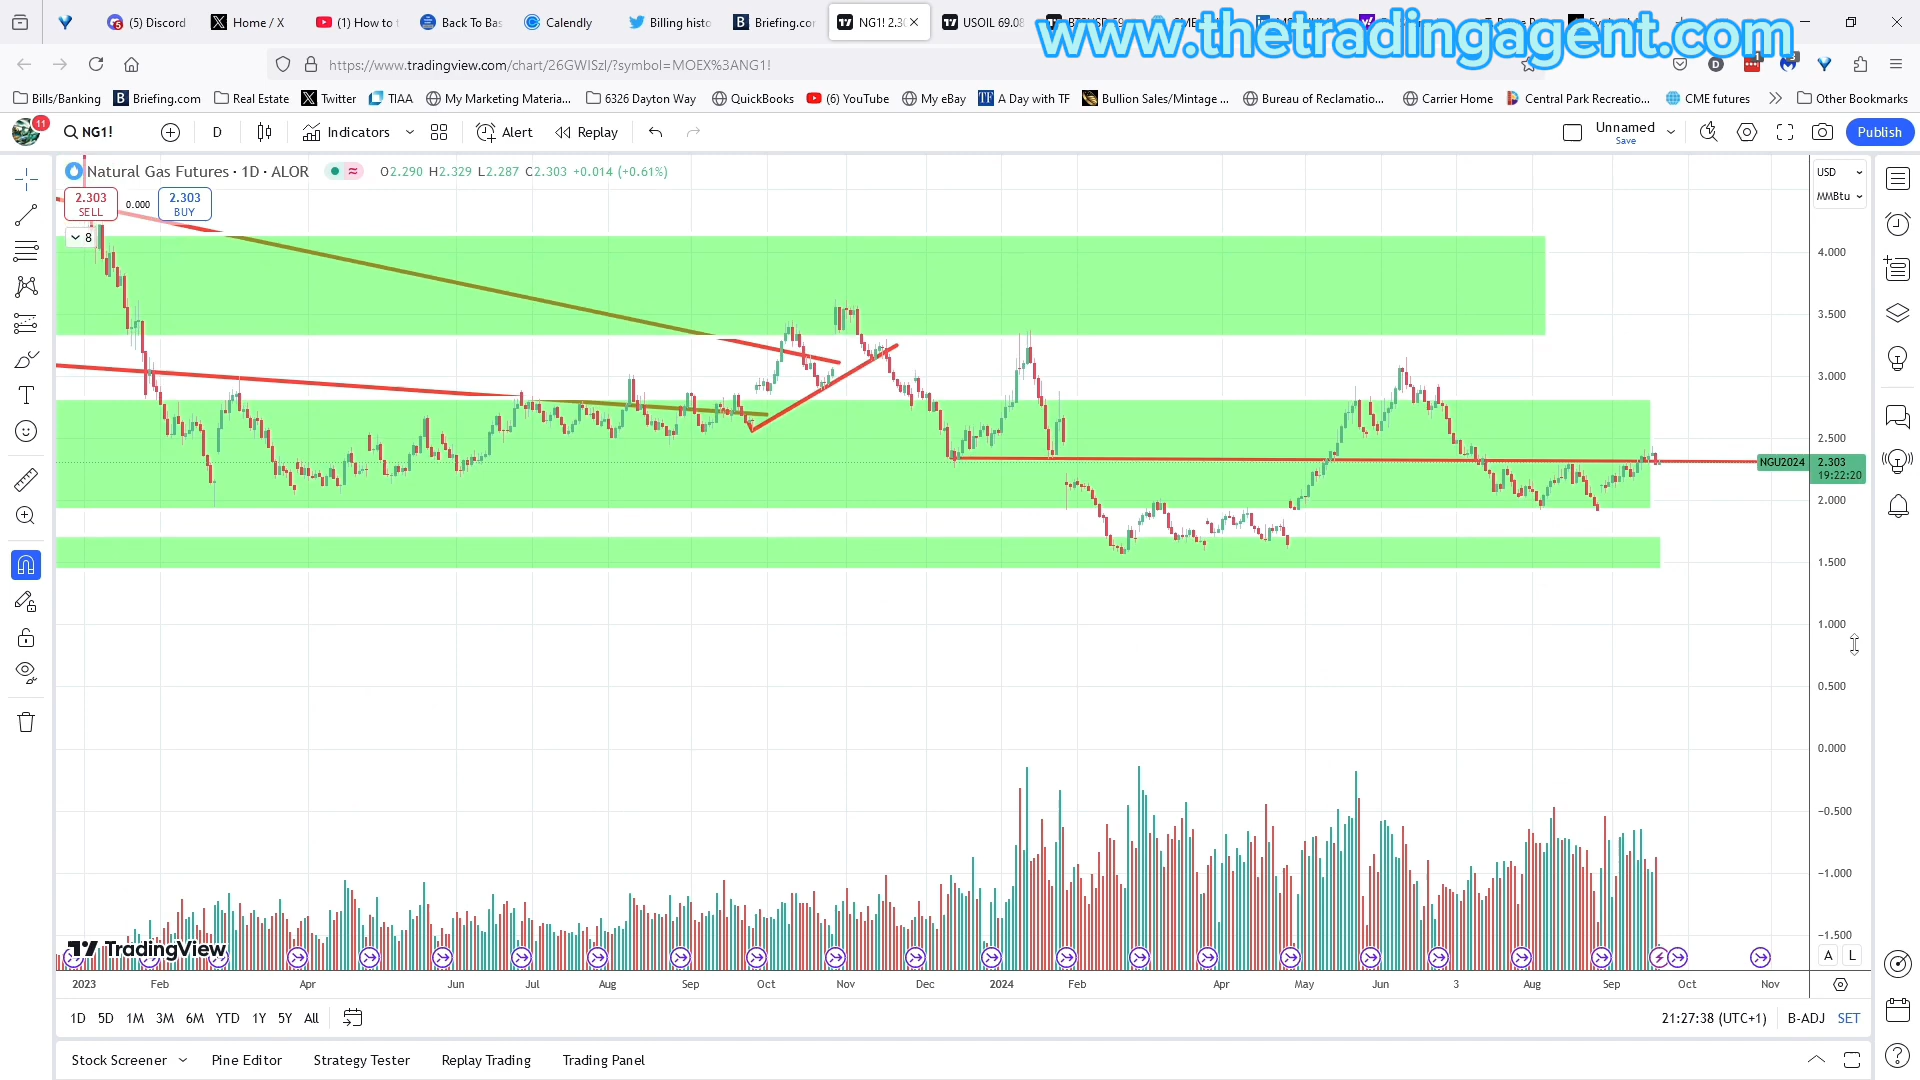 (5) Discord
Home / X
(1) How to t
Back To Bas
Calendly
Billing histo
Briefing.cor
NG1! 2.30
USOIL 69.08
www.thetradingagent.com
https://www.tradingview.com/chart/26GWISzI/?symbol=MOEX%3ANG1!
Bills/Banking
Briefing.com
Real Estate
Twitter
TIAA
My Marketing Materia...
6326 Dayton Way
QuickBooks
(6) YouTube
My eBay
A Day with TF
Bullion Sales/Mintage ...
Bureau of Reclamatio...
Carrier Home
Central Park Recreatio...
CME futures
Other Bookmarks
11
NG1!
D
Indicators
Alert
Replay
Unnamed
Save
Publish
Natural Gas Futures · 1D · ALOR
O2.290 H2.329 L2.287 C2.303 +0.014 (+0.61%)
USD
MMBtu
2.303
SELL
0.000
2.303
BUY
8
4.000
3.500
3.000
2.500
NGU2024
2.303
19:22:20
2.000
1.500
1.000
0.500
0.000
−0.500
−1.000
−1.500
TradingView
A
L
2023
Feb
Apr
Jun
Jul
Aug
Sep
Oct
Nov
Dec
2024
Feb
Apr
May
Jun
3
Aug
Sep
Oct
Nov
1D
5D
1M
3M
6M
YTD
1Y
5Y
All
21:27:38 (UTC+1)
B-ADJ
SET
Stock Screener
Pine Editor
Strategy Tester
Replay Trading
Trading Panel